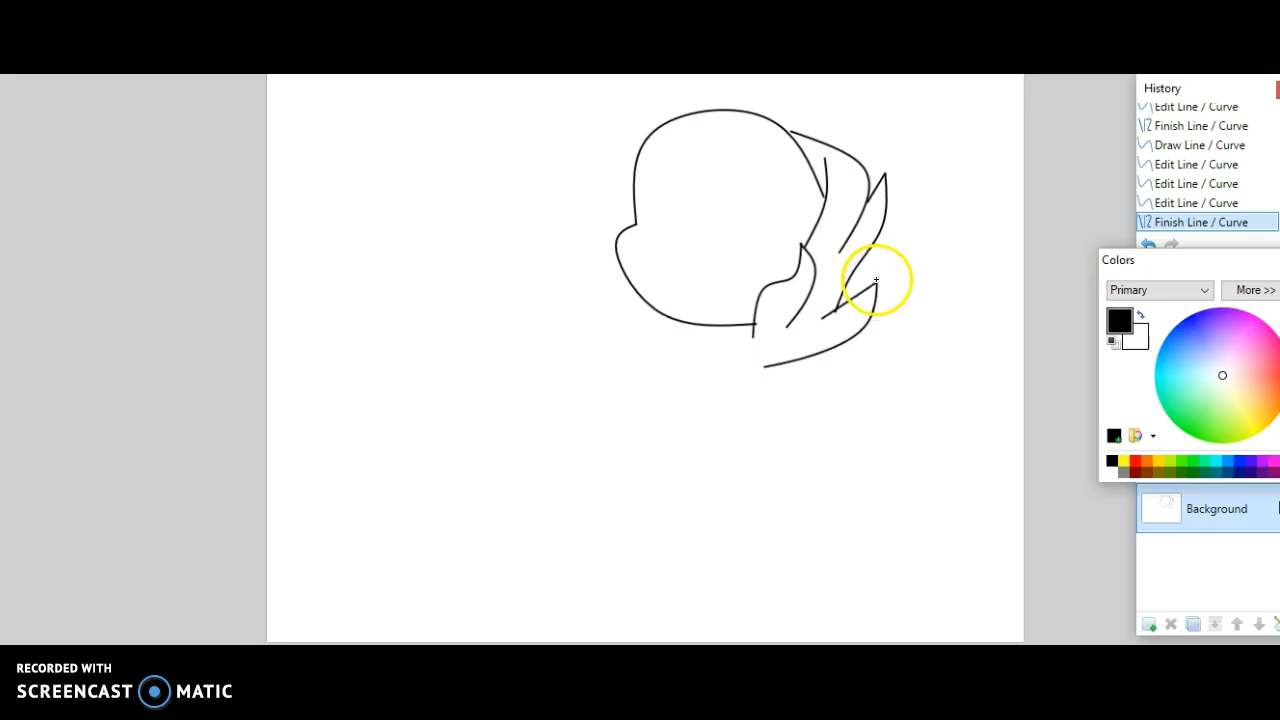 History
Edit Line / Curve
Finish Line / Curve
Draw Line / Curve
Edit Line / Curve
Edit Line / Curve
Edit Line / Curve
Finish Line / Curve
Colors
Primary
More >>
Background
RECORDED WITH
SCREENCAST MATIC